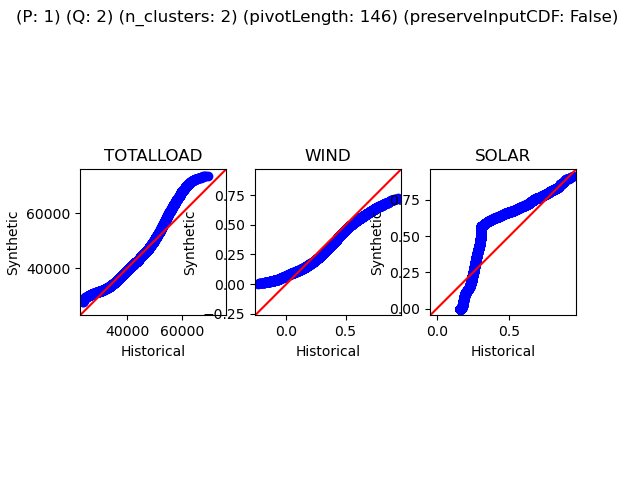 (P: 1) (Q: 2) (n_clusters: 2) (pivotLength: 146) (preserveInputCDF: False)
TOTALLOAD
WIND
SOLAR
Synthetic
60000
40000
40000
60000
Historical
Synthetic
0.75
0.50
0.25
0.00
−0.25
0.0
0.5
Historical
Synthetic
0.75
0.50
0.25
0.00
0.0
0.5
Historical